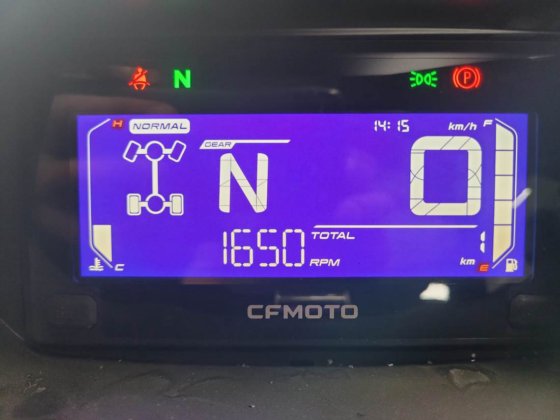 N P
H NORMAL 14:15 km/h F
GEAR
N 0
1650 RPM TOTAL 1 km
C E
CFMOTO